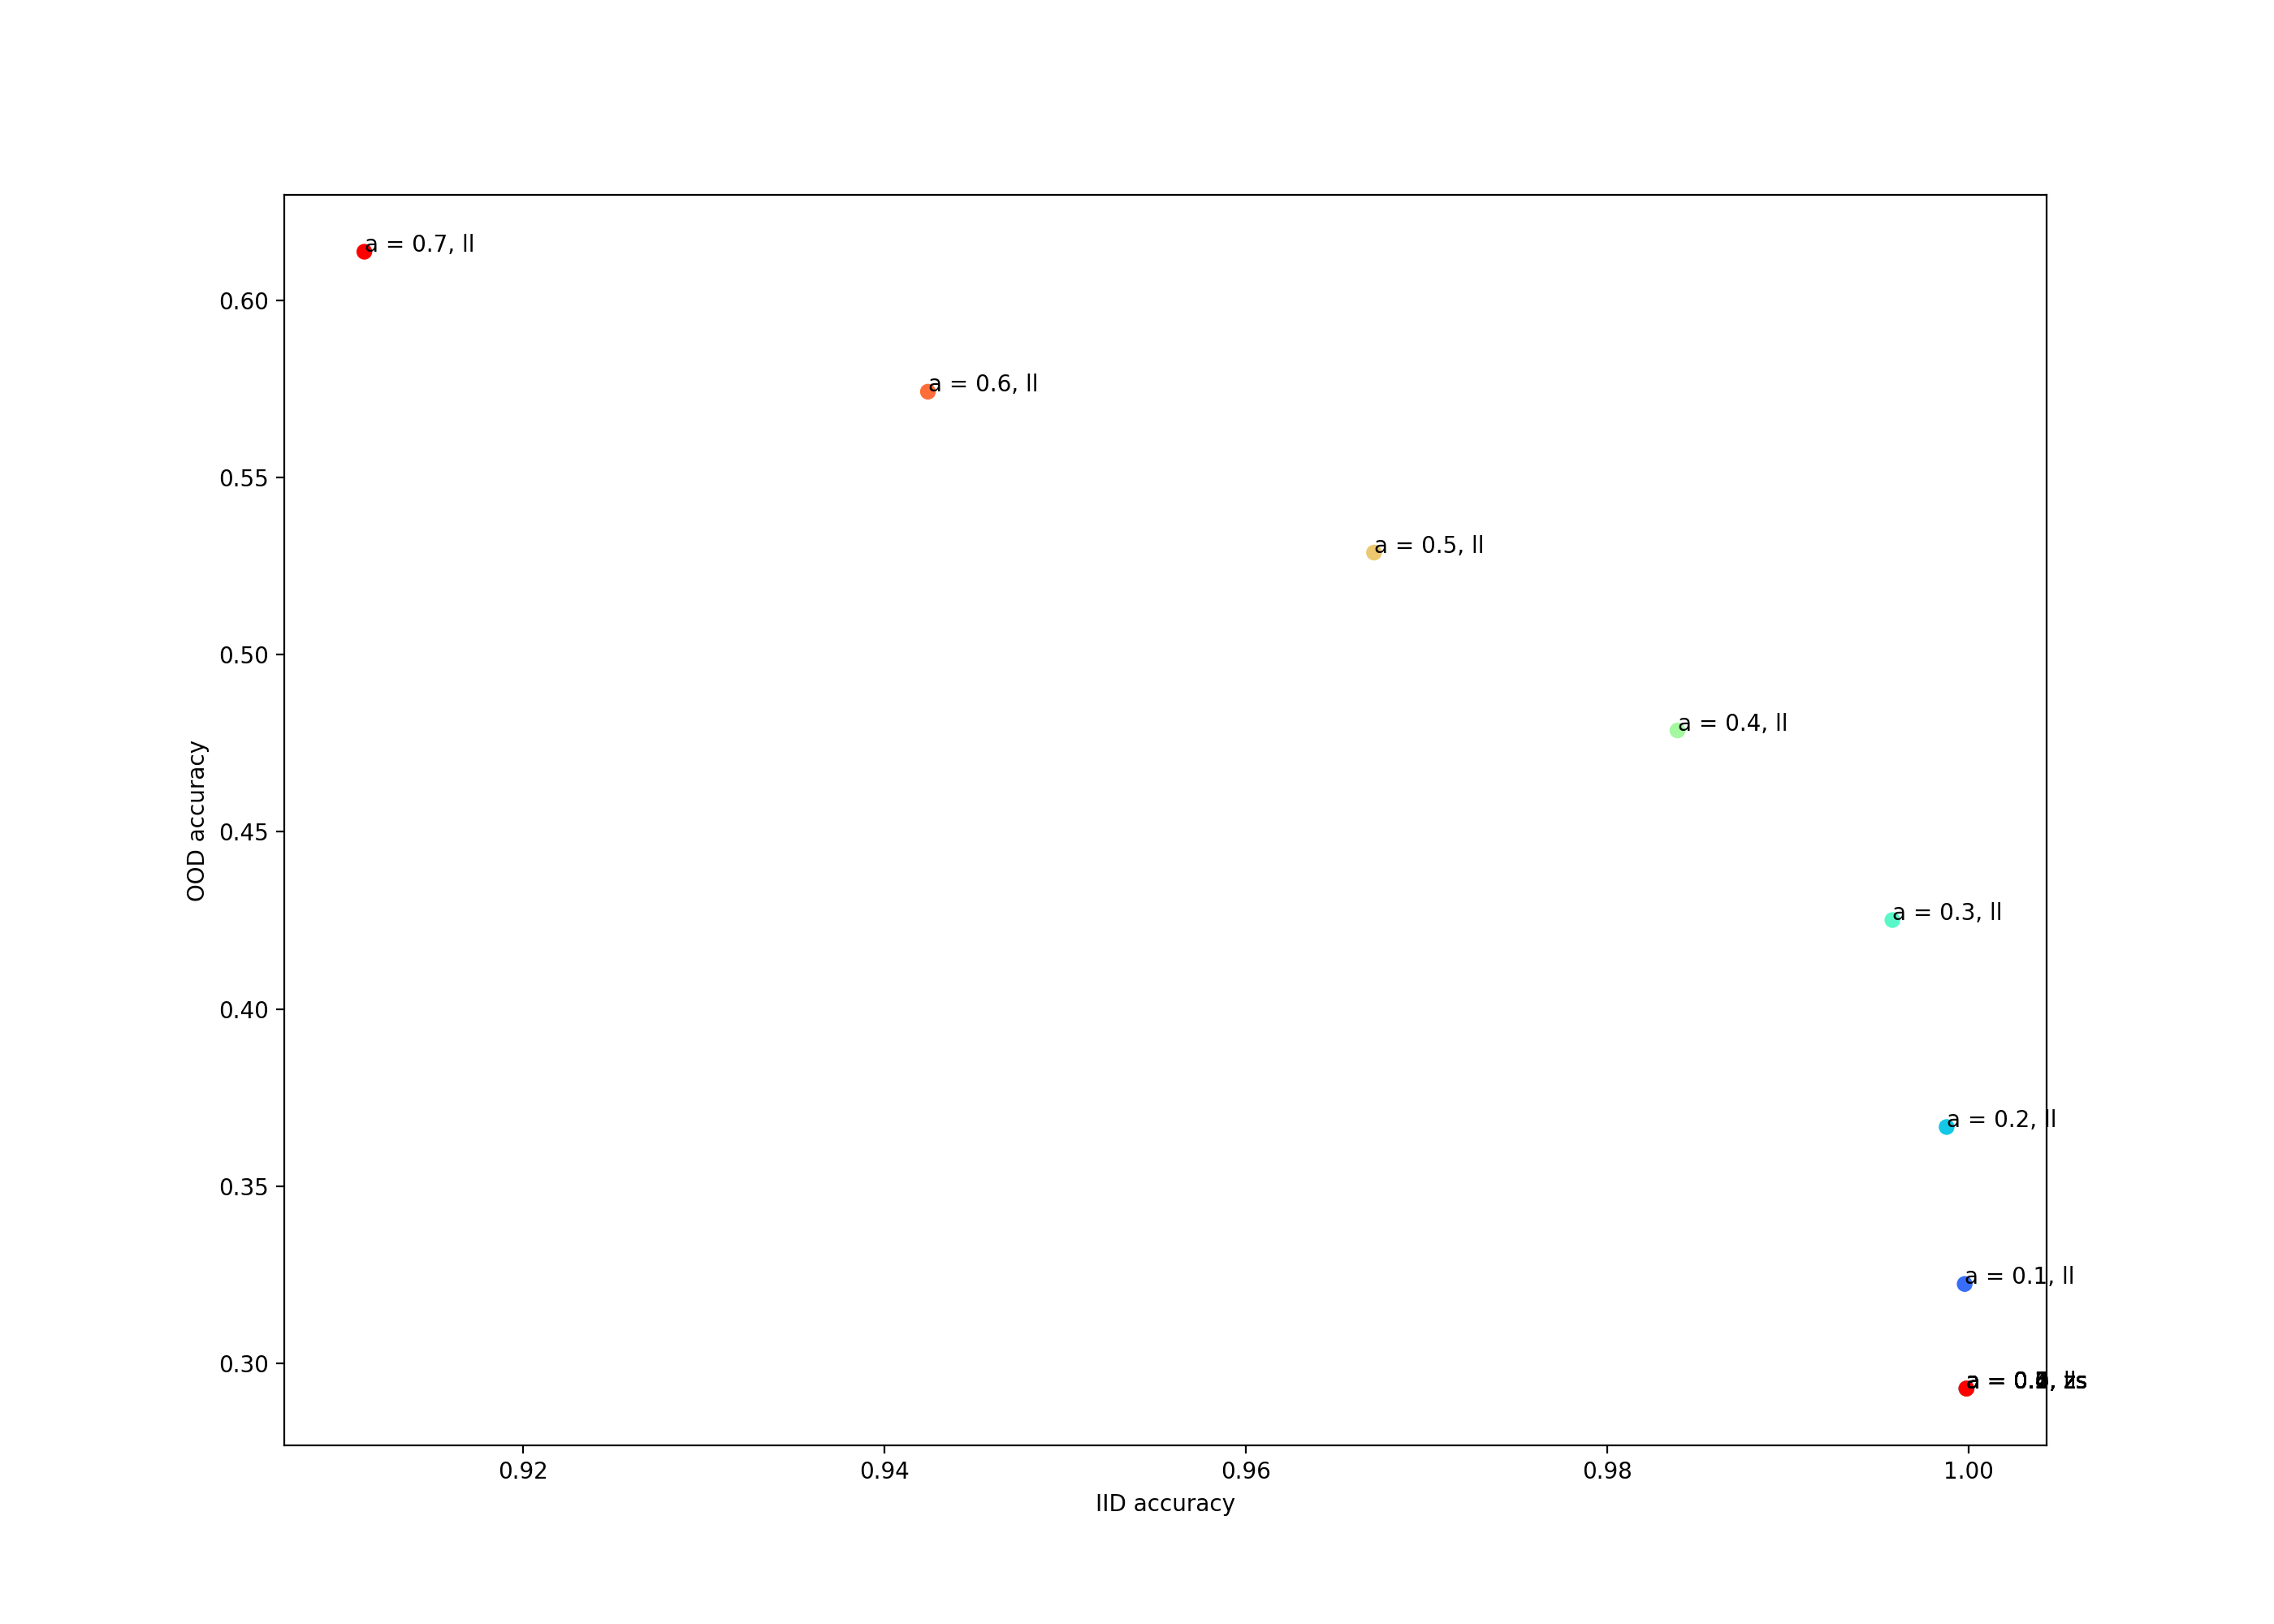 a = 0.7, ll
0.60
a = 0.6, ll
0.55
a = 0.5, ll
0.50
a = 0.4, ll
0.45
OOD accuracy
a = 0.3, ll
0.40
a = 0.2, ll
0.35
a = 0.1, ll
0.30
0.92 0.94 0.96 0.98 1.00
IID accuracy